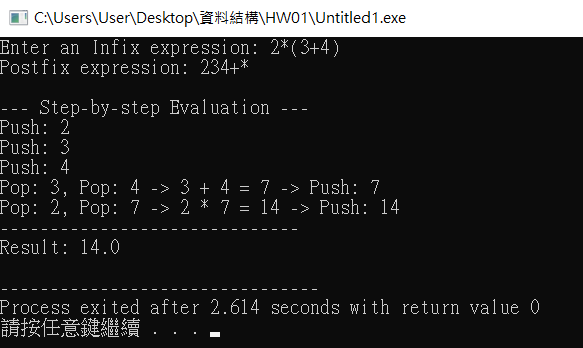 C:\Users\User\Desktop\資料結構\HW01\Untitled1.exe
Enter an Infix expression: 2*(3+4)
Postfix expression: 234+*
--- Step-by-step Evaluation ---
Push: 2
Push: 3
Push: 4
Pop: 3, Pop: 4 -> 3 + 4 = 7 -> Push: 7
Pop: 2, Pop: 7 -> 2 * 7 = 14 -> Push: 14
------------------------------
Result: 14.0
--------------------------------
Process exited after 2.614 seconds with return value 0
請按任意鍵繼續 . . .